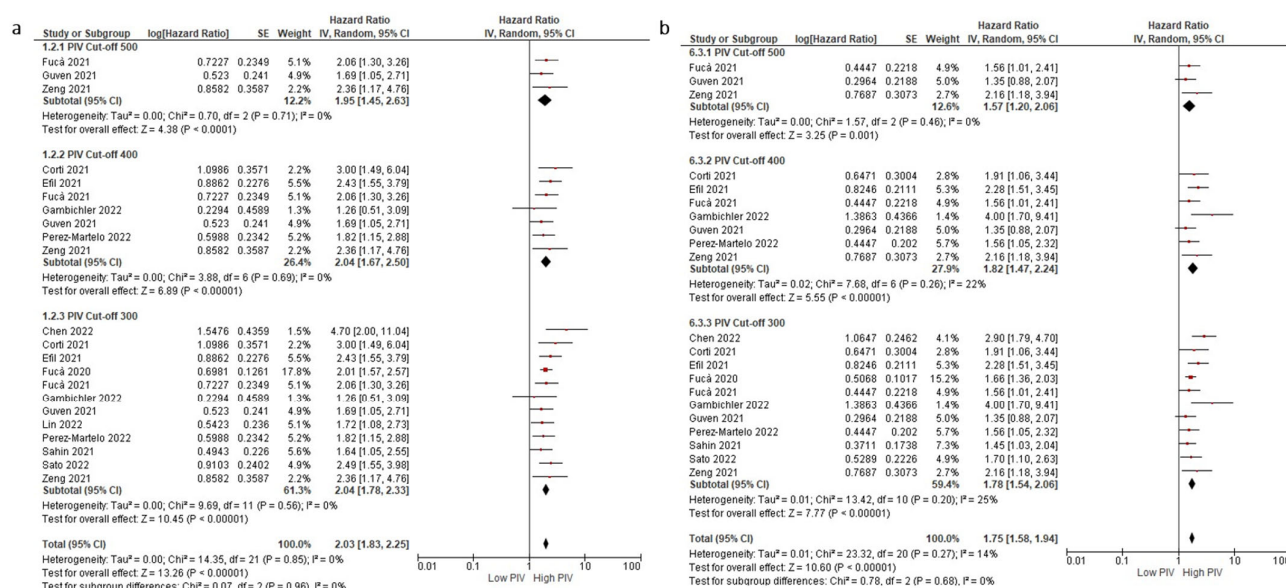 a
Hazard Ratio Hazard Ratio
Study or Subgroup log[Hazard Ratio] SE Weight IV, Random, 95% CI IV, Random, 95% CI
1.2.1 PIV Cut-off 500
Fucà 2021 0.7227 0.2349 5.1% 2.06 [1.30, 3.26]
Guven 2021 0.523 0.241 4.9% 1.69 [1.05, 2.71]
Zeng 2021 0.8582 0.3587 2.2% 2.36 [1.17, 4.76]
Subtotal (95% CI) 12.2% 1.95 [1.45, 2.63]
Heterogeneity: Tau² = 0.00; Chi² = 0.70, df = 2 (P = 0.71); I² = 0%
Test for overall effect: Z = 4.38 (P < 0.0001)
1.2.2 PIV Cut-off 400
Corti 2021 1.0986 0.3571 2.2% 3.00 [1.49, 6.04]
Efil 2021 0.8862 0.2276 5.5% 2.43 [1.55, 3.79]
Fucà 2021 0.7227 0.2349 5.1% 2.06 [1.30, 3.26]
Gambichler 2022 0.2294 0.4589 1.3% 1.26 [0.51, 3.09]
Guven 2021 0.523 0.241 4.9% 1.69 [1.05, 2.71]
Perez-Martelo 2022 0.5988 0.2342 5.2% 1.82 [1.15, 2.88]
Zeng 2021 0.8582 0.3587 2.2% 2.36 [1.17, 4.76]
Subtotal (95% CI) 26.4% 2.04 [1.67, 2.50]
Heterogeneity: Tau² = 0.00; Chi² = 3.88, df = 6 (P = 0.69); I² = 0%
Test for overall effect: Z = 6.89 (P < 0.00001)
1.2.3 PIV Cut-off 300
Chen 2022 1.5476 0.4359 1.5% 4.70 [2.00, 11.04]
Corti 2021 1.0986 0.3571 2.2% 3.00 [1.49, 6.04]
Efil 2021 0.8862 0.2276 5.5% 2.43 [1.55, 3.79]
Fucà 2020 0.6981 0.1261 17.8% 2.01 [1.57, 2.57]
Fucà 2021 0.7227 0.2349 5.1% 2.06 [1.30, 3.26]
Gambichler 2022 0.2294 0.4589 1.3% 1.26 [0.51, 3.09]
Guven 2021 0.523 0.241 4.9% 1.69 [1.05, 2.71]
Lin 2022 0.5423 0.236 5.1% 1.72 [1.08, 2.73]
Perez-Martelo 2022 0.5988 0.2342 5.2% 1.82 [1.15, 2.88]
Sahin 2021 0.4943 0.226 5.6% 1.64 [1.05, 2.55]
Sato 2022 0.9103 0.2402 4.9% 2.49 [1.55, 3.98]
Zeng 2021 0.8582 0.3587 2.2% 2.36 [1.17, 4.76]
Subtotal (95% CI) 61.3% 2.04 [1.78, 2.33]
Heterogeneity: Tau² = 0.00; Chi² = 9.69, df = 11 (P = 0.56); I² = 0%
Test for overall effect: Z = 10.45 (P < 0.00001)
Total (95% CI) 100.0% 2.03 [1.83, 2.25]
Heterogeneity: Tau² = 0.00; Chi² = 14.35, df = 21 (P = 0.85); I² = 0%
Test for overall effect: Z = 13.26 (P < 0.00001)
Test for subgroup differences: Chi² = 0.07, df = 2 (P = 0.96), I² = 0%
0.01 0.1 1 10 100
Low PIV High PIV
b
Hazard Ratio Hazard Ratio
Study or Subgroup log[Hazard Ratio] SE Weight IV, Random, 95% CI IV, Random, 95% CI
6.3.1 PIV Cut-off 500
Fucà 2021 0.4447 0.2218 4.9% 1.56 [1.01, 2.41]
Guven 2021 0.2964 0.2188 5.0% 1.35 [0.88, 2.07]
Zeng 2021 0.7687 0.3073 2.7% 2.16 [1.18, 3.94]
Subtotal (95% CI) 12.6% 1.57 [1.20, 2.06]
Heterogeneity: Tau² = 0.00; Chi² = 1.57, df = 2 (P = 0.46); I² = 0%
Test for overall effect: Z = 3.25 (P = 0.001)
6.3.2 PIV Cut-off 400
Corti 2021 0.6471 0.3004 2.8% 1.91 [1.06, 3.44]
Efil 2021 0.8246 0.2111 5.3% 2.28 [1.51, 3.45]
Fucà 2021 0.4447 0.2218 4.9% 1.56 [1.01, 2.41]
Gambichler 2022 1.3863 0.4366 1.4% 4.00 [1.70, 9.41]
Guven 2021 0.2964 0.2188 5.0% 1.35 [0.88, 2.07]
Perez-Martelo 2022 0.4447 0.202 5.7% 1.56 [1.05, 2.32]
Zeng 2021 0.7687 0.3073 2.7% 2.16 [1.18, 3.94]
Subtotal (95% CI) 27.9% 1.82 [1.47, 2.24]
Heterogeneity: Tau² = 0.02; Chi² = 7.68, df = 6 (P = 0.26); I² = 22%
Test for overall effect: Z = 5.55 (P < 0.00001)
6.3.3 PIV Cut-off 300
Chen 2022 1.0647 0.2462 4.1% 2.90 [1.79, 4.70]
Corti 2021 0.6471 0.3004 2.8% 1.91 [1.06, 3.44]
Efil 2021 0.8246 0.2111 5.3% 2.28 [1.51, 3.45]
Fucà 2020 0.5068 0.1017 15.2% 1.66 [1.36, 2.03]
Fucà 2021 0.4447 0.2218 4.9% 1.56 [1.01, 2.41]
Gambichler 2022 1.3863 0.4366 1.4% 4.00 [1.70, 9.41]
Guven 2021 0.2964 0.2188 5.0% 1.35 [0.88, 2.07]
Perez-Martelo 2022 0.4447 0.202 5.7% 1.56 [1.05, 2.32]
Sahin 2021 0.3711 0.1738 7.3% 1.45 [1.03, 2.04]
Sato 2022 0.5289 0.2226 4.9% 1.70 [1.10, 2.63]
Zeng 2021 0.7687 0.3073 2.7% 2.16 [1.18, 3.94]
Subtotal (95% CI) 59.4% 1.78 [1.54, 2.06]
Heterogeneity: Tau² = 0.01; Chi² = 13.42, df = 10 (P = 0.20); I² = 25%
Test for overall effect: Z = 7.77 (P < 0.00001)
Total (95% CI) 100.0% 1.75 [1.58, 1.94]
Heterogeneity: Tau² = 0.01; Chi² = 23.32, df = 20 (P = 0.27); I² = 14%
Test for overall effect: Z = 10.60 (P < 0.00001)
Test for subgroup differences: Chi² = 0.78, df = 2 (P = 0.68), I² = 0%
0.01 0.1 1 10 100
Low PIV High PIV